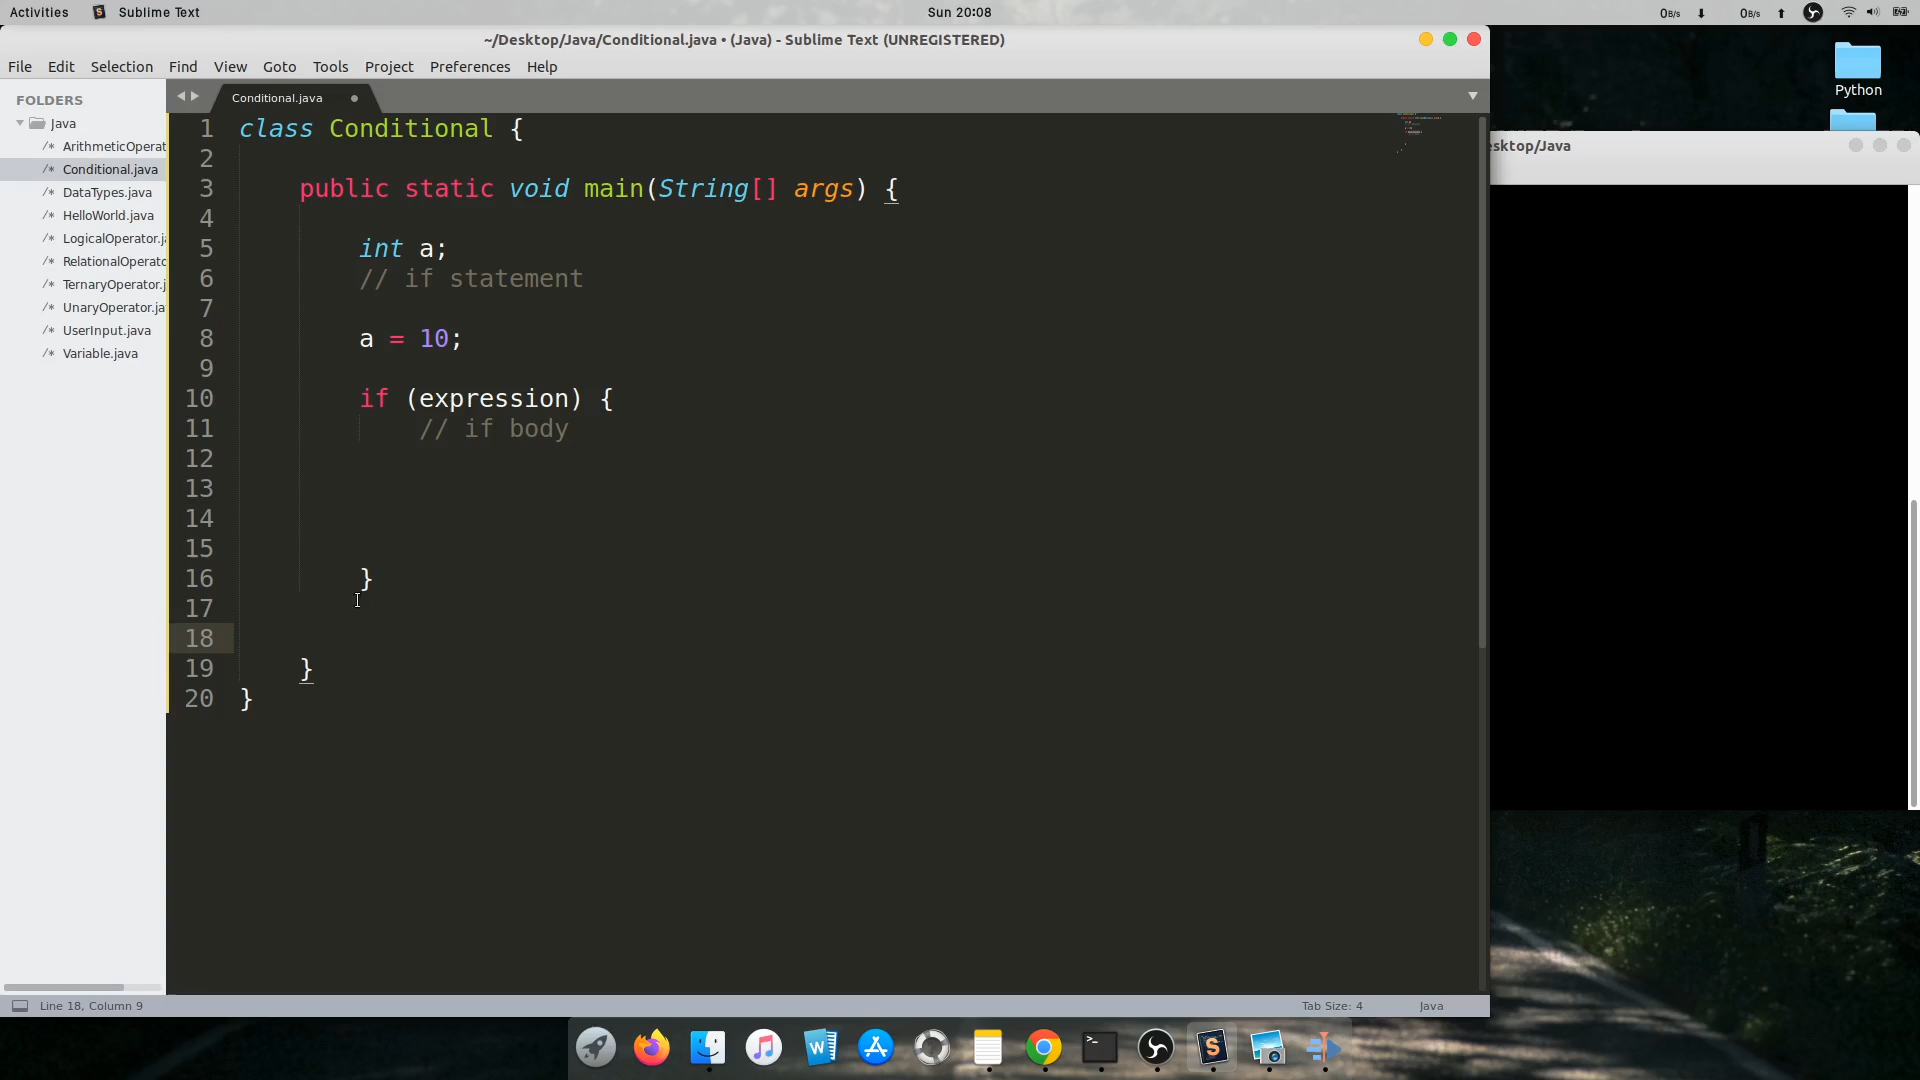 Activities Sublime Text Sun 20:08 0B/s 0B/s
~/Desktop/Java/Conditional.java • (Java) - Sublime Text (UNREGISTERED)
File Edit Selection Find View Goto Tools Project Preferences Help
Python
esktop/Java
FOLDERS
Java
ArithmeticOperat
Conditional.java
DataTypes.java
HelloWorld.java
LogicalOperator.ja
RelationalOperato
TernaryOperator.j
UnaryOperator.ja
UserInput.java
Variable.java
Conditional.java
1 class Conditional {
2
3 public static void main(String[] args) {
4
5 int a;
6 // if statement
7
8 a = 10;
9
10 if (expression) {
11 // if body
12
13
14
15
16 }
17
18
19 }
20 }
Line 18, Column 9 Tab Size: 4 Java